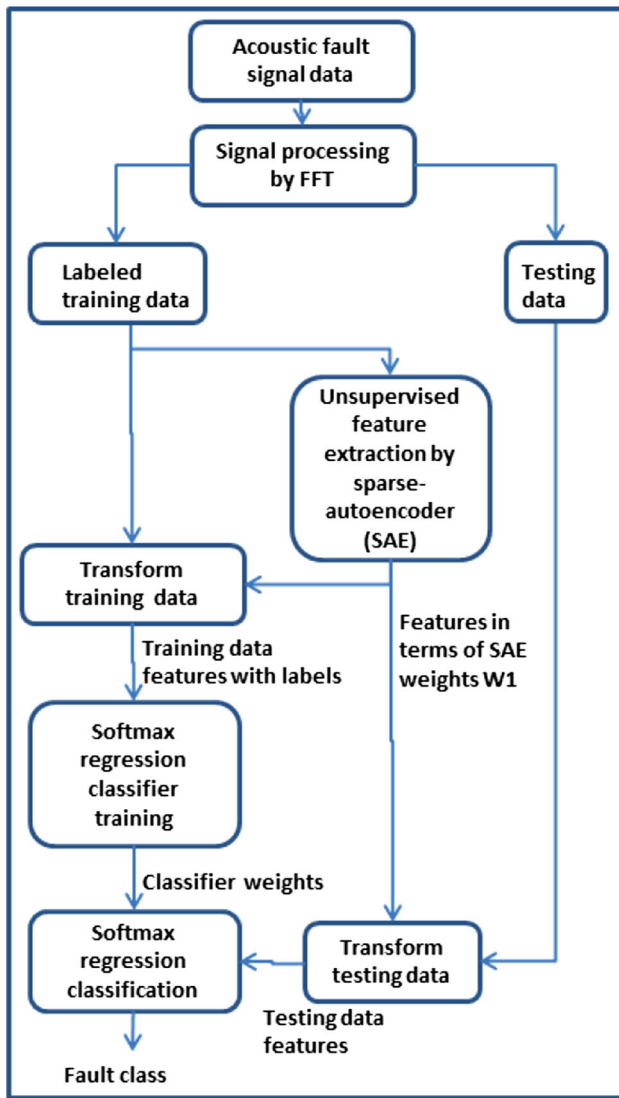 Acoustic fault
signal data
Signal processing
by FFT
Labeled
training data
Testing
data
Unsupervised
feature
extraction by
sparse-
autoencoder
(SAE)
Transform
training data
Features in
terms of SAE
weights W1
Training data
features with labels
Softmax
regression
classifier
training
Classifier weights
Softmax
regression
classification
Transform
testing data
Testing data
features
Fault class